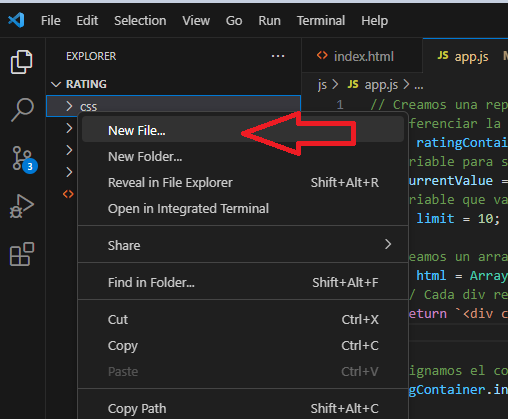 File Edit Selection View Go Run Terminal Help
EXPLORER ...
index.html
JS app.js
RATING
js > JS app.js > ...
css
1 // Creamos una rep
New File...
ferenciar la
New Folder...
ratingContai
Reveal in File Explorer Shift+Alt+R
riable para s
Open in Integrated Terminal
urrentValue =
riable que va
limit = 10;
Share
eamos un arra
Find in Folder... Shift+Alt+F
html = Array
/ Cada div re
Cut Ctrl+X
return `<div c
Copy Ctrl+C
Paste Ctrl+V
ignamos el co
gContainer.in
Copy Path Shift+Alt+C
3